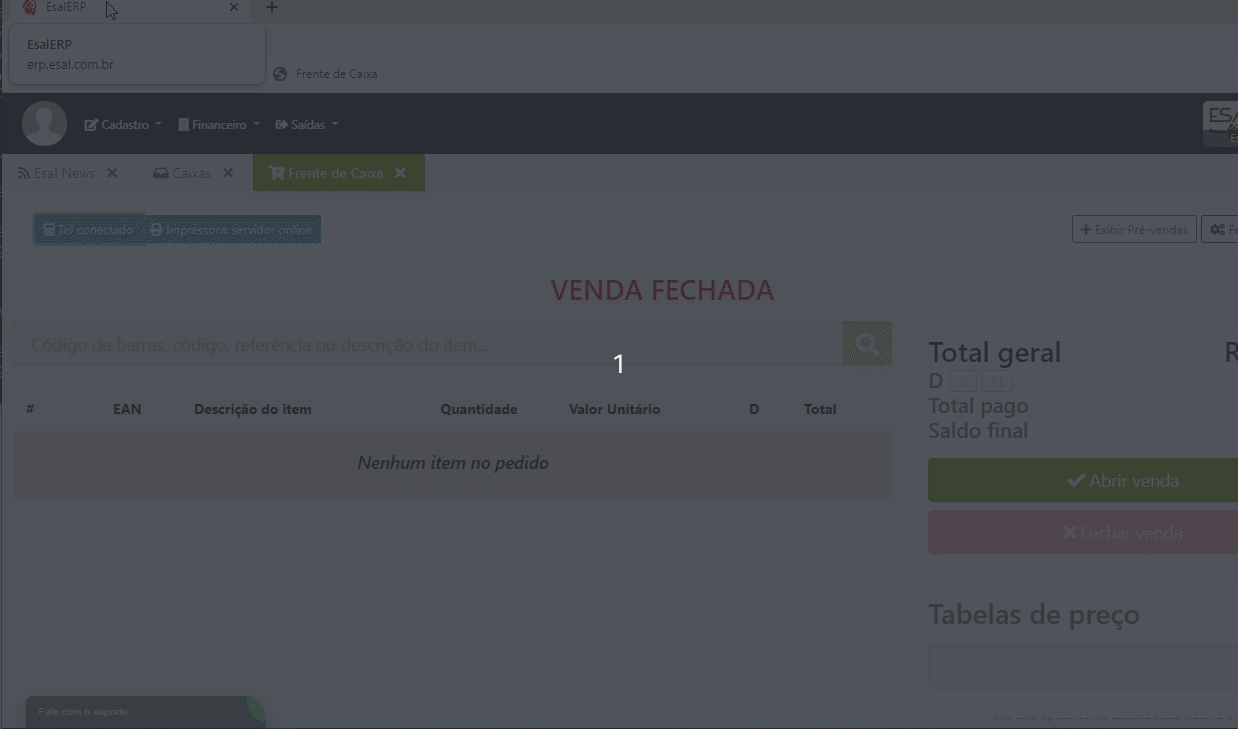 EsalERP
EsalERP
erp.esal.com.br
Frente de Caixa
Cadastro
Financeiro
Saídas
ESA
Esal News
Caixas
Frente de Caixa
Tef conectado
Impressora: servidor online
Exibir Pré-vendas
Fe
VENDA FECHADA
Código de barras, código, referência ou descrição do item...
1
# EAN Descrição do item Quantidade Valor Unitário D Total
Nenhum item no pedido
Total geral R
D % R$
Total pago
Saldo final
Abrir venda
Fechar venda
Tabelas de preço
Fale com o suporte